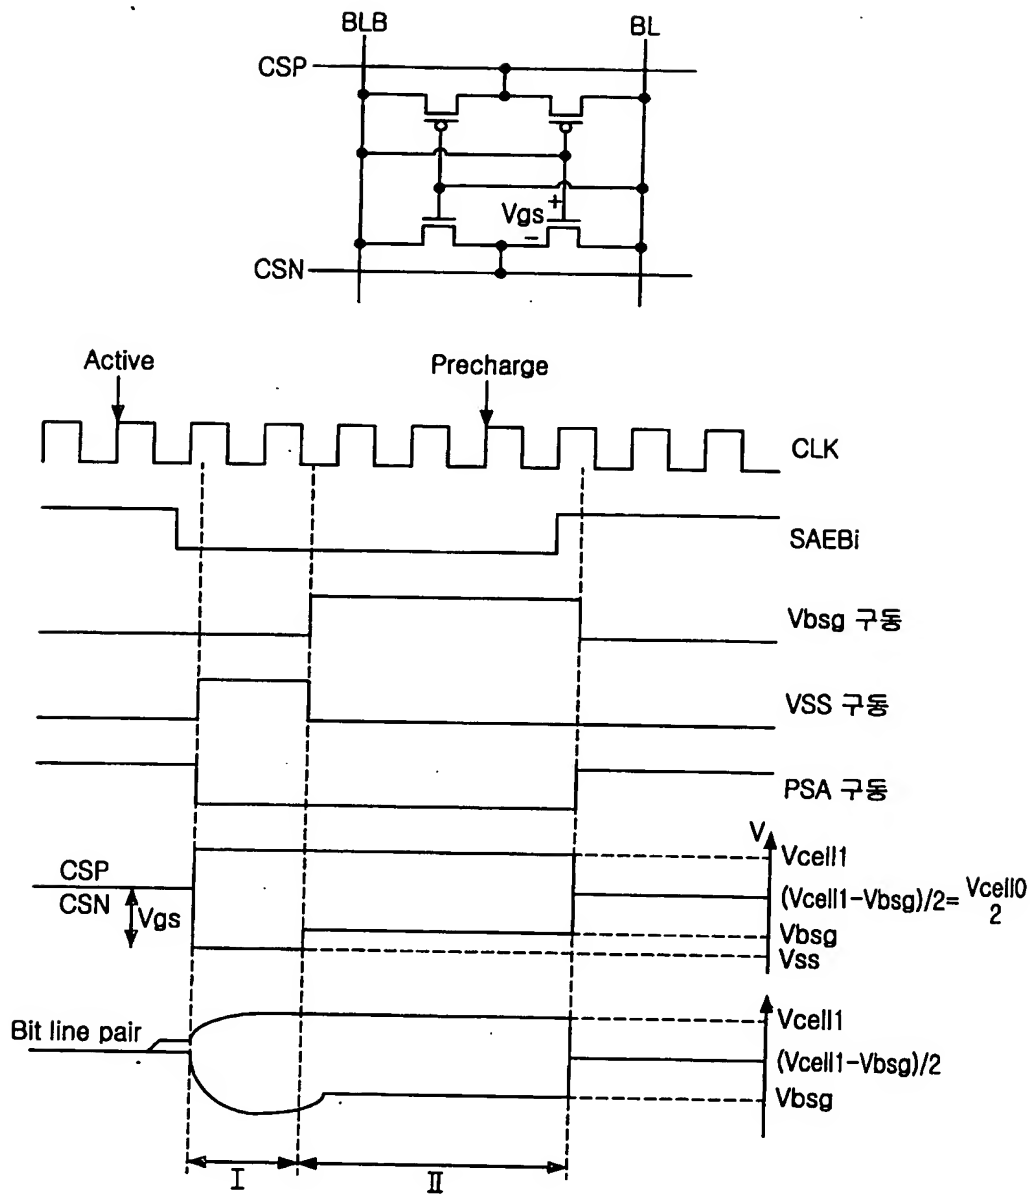 BLB
BL
CSP
Vgs
+
−
CSN
Active
Precharge
CLK
SAEBi
Vbsg 구동
VSS 구동
PSA 구동
V
CSP
CSN
Vgs
Vcell1
(Vcell1-Vbsg)/2= Vcell0
2
Vbsg
Vss
Bit line pair
Vcell1
(Vcell1-Vbsg)/2
Vbsg
I
II